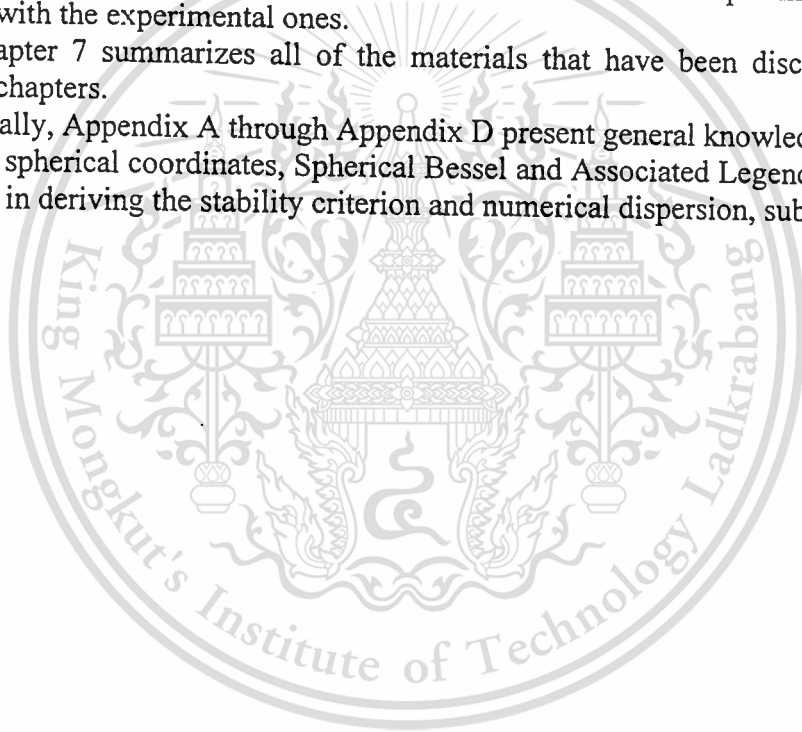 with the experimental ones.
apter 7 summarizes all of the materials that have been disc
chapters.
ally, Appendix A through Appendix D present general knowled
spherical coordinates, Spherical Bessel and Associated Legend
in deriving the stability criterion and numerical dispersion, sub
King Mongkut's Institute of Technology Ladkrabang